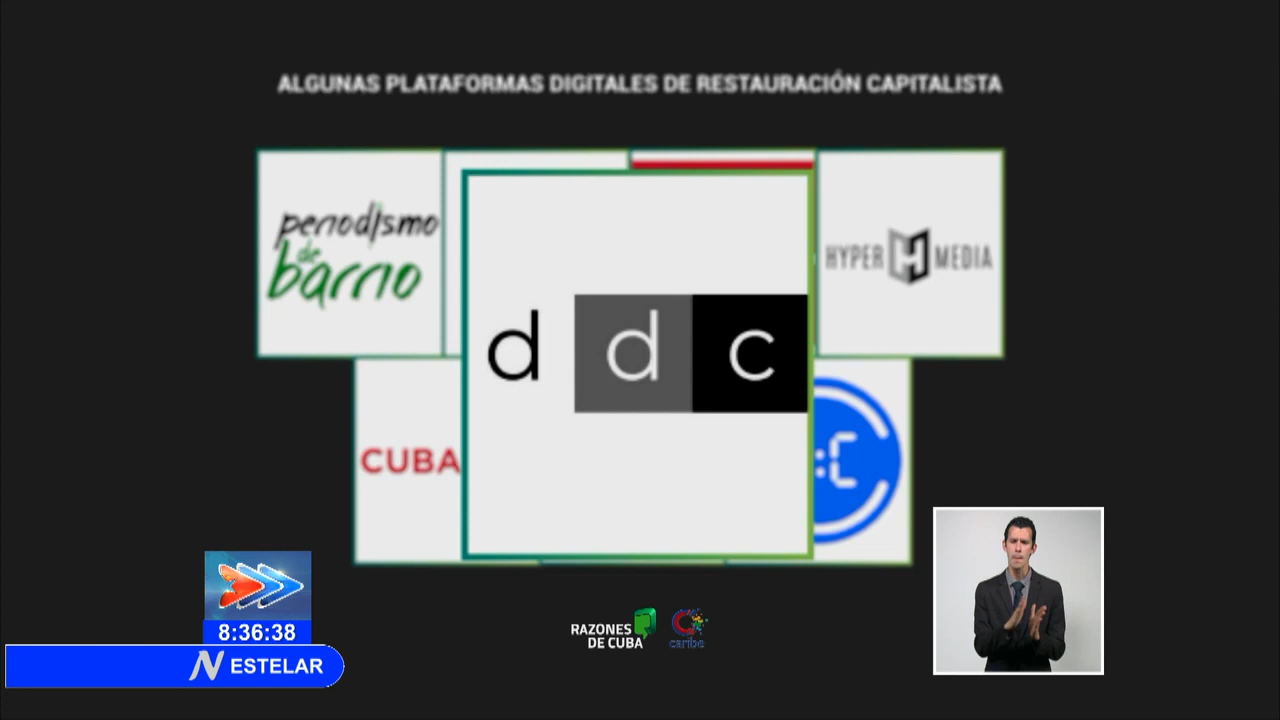 ALGUNAS PLATAFORMAS DIGITALES DE RESTAURACIÓN CAPITALISTA
periodismo
de
barrio
HYPER MEDIA
d d c
CUBA
:C
RAZONES
DE CUBA
caribe
8:36:38
N ESTELAR